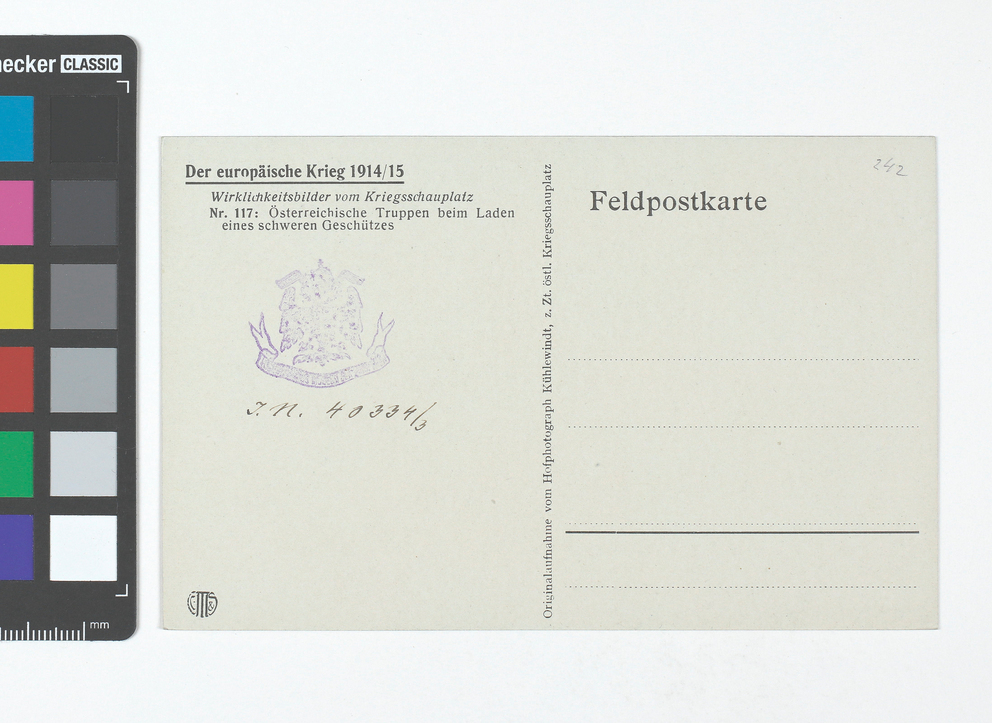 ecker CLASSIC
mm
Der europäische Krieg 1914/15
Wirklichkeitsbilder vom Kriegsschauplatz
Nr. 117: Österreichische Truppen beim Laden
eines schweren Geschützes
J. N. 40334/3
Originalaufnahme vom Hofphotograph Kühlewindt, z. Zt. östl. Kriegsschauplatz
242
Feldpostkarte